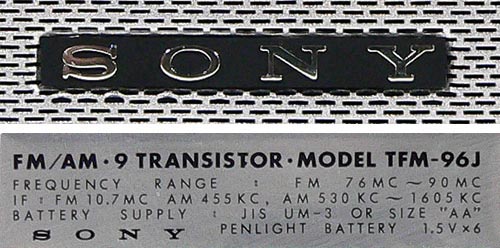 SONY
FM/AM·9 TRANSISTOR·MODEL TFM-96J
FREQUENCY RANGE : FM 76MC~90MC
IF : FM 10.7MC, AM 455KC, AM 530KC~1605KC
BATTERY SUPPLY : JIS UM-3 OR SIZE "AA"
SONY PENLIGHT BATTERY 1.5V×6